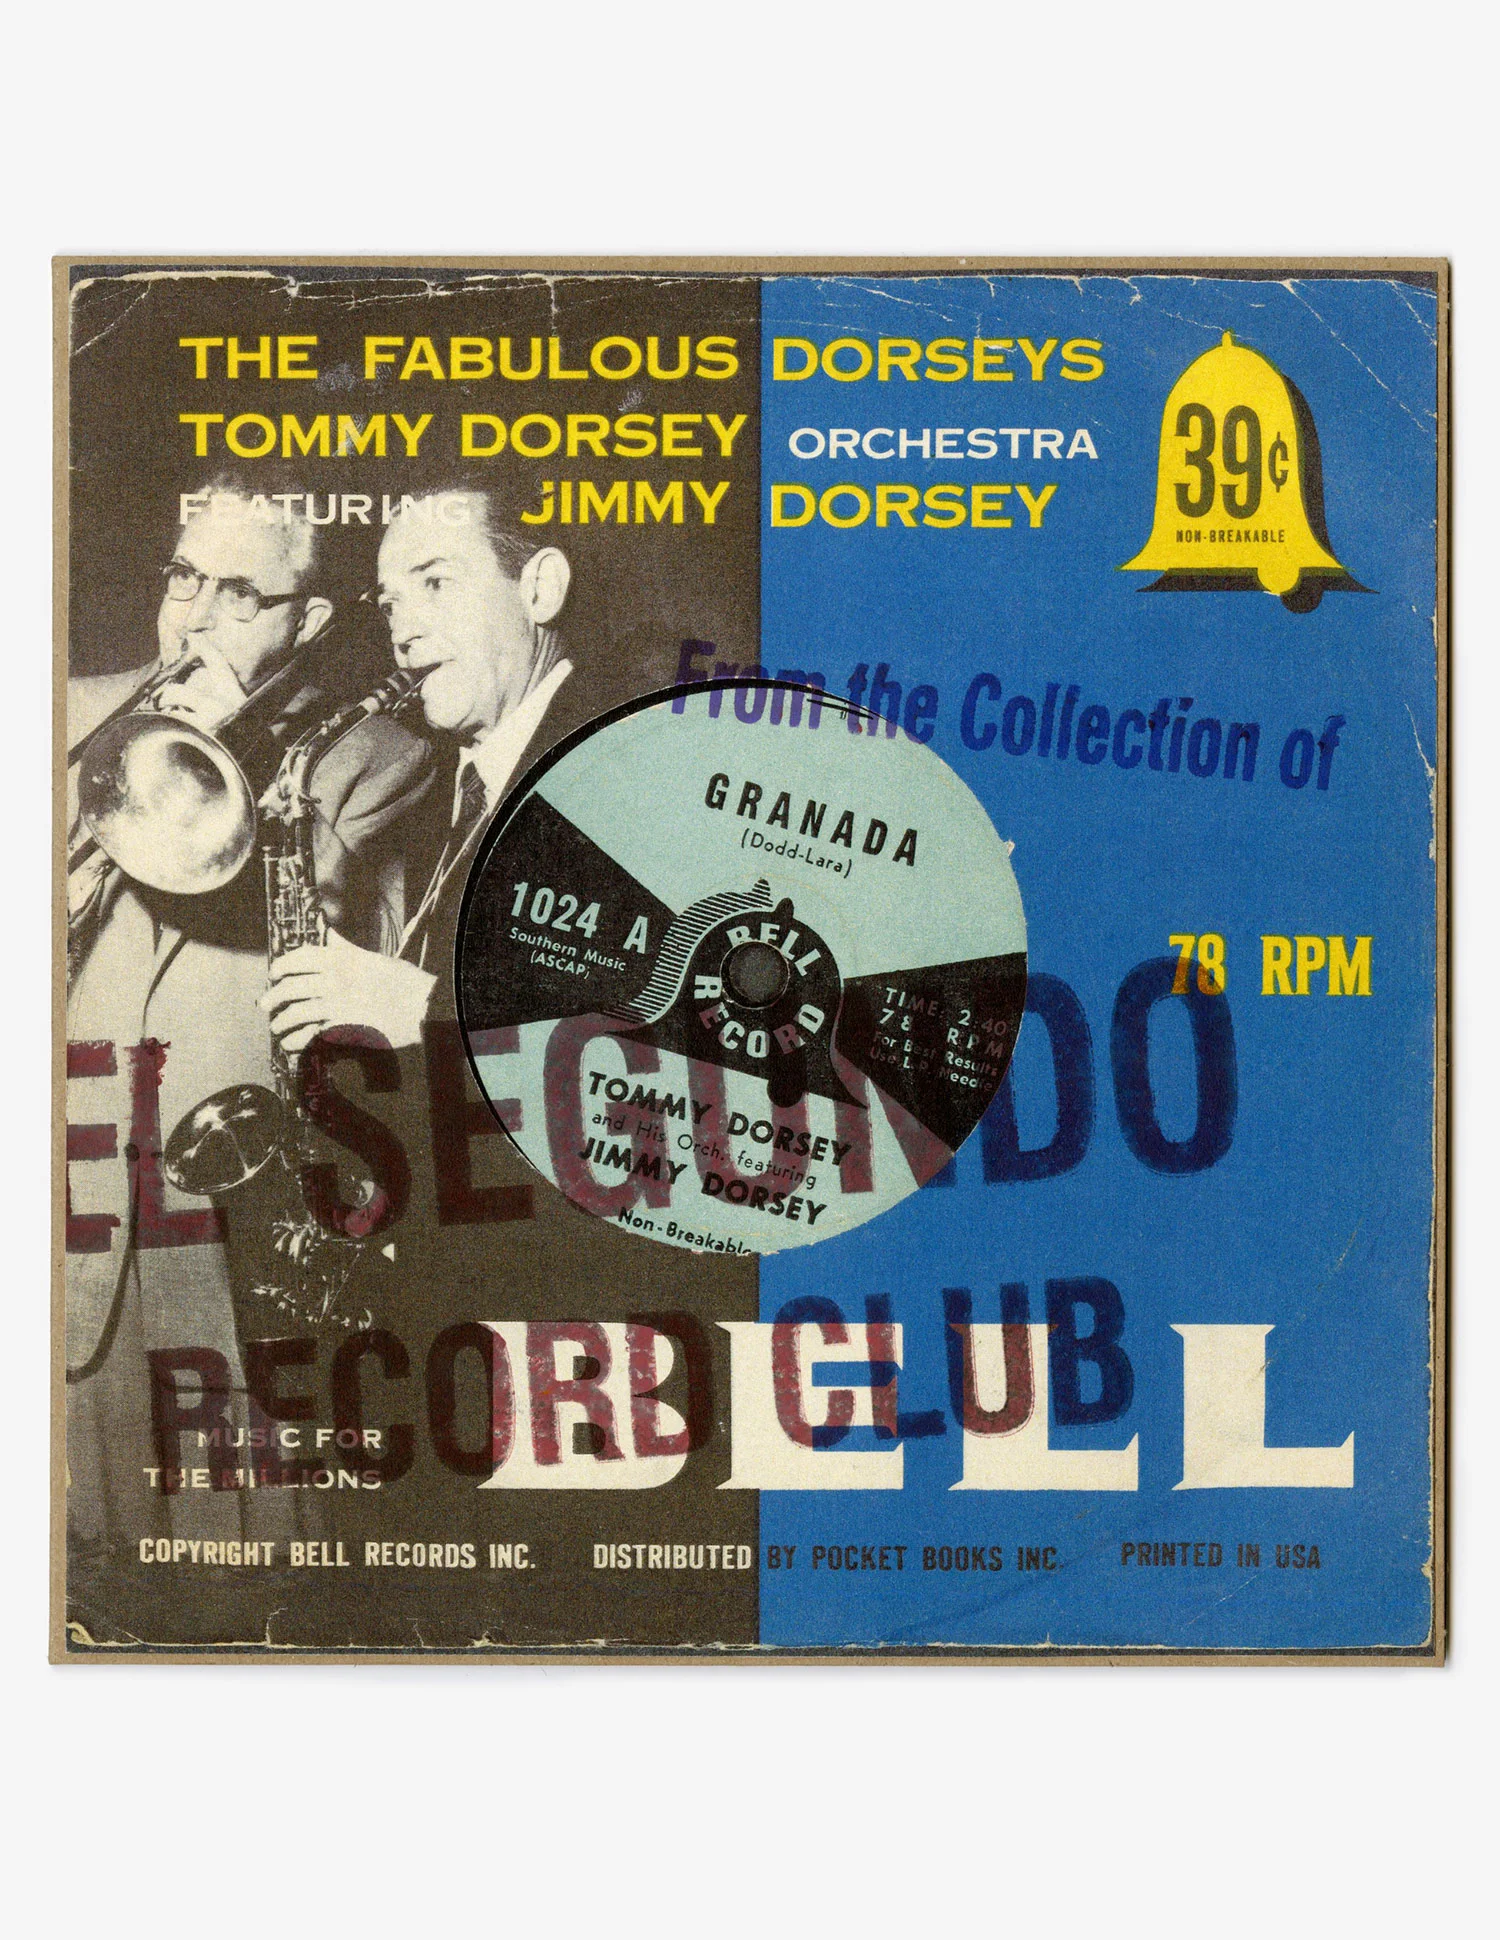 THE FABULOUS DORSEYS
TOMMY DORSEY ORCHESTRA
FEATURING JIMMY DORSEY
39¢
NON-BREAKABLE
From the Collection of
GRANADA
(Dodd-Lara)
1024 A
Southern Music
(ASCAP)
BELL
RECORD
TIME: 2:40
78 RPM
For Best Results
Use L.P. Needle
78 RPM
TOMMY DORSEY
and His Orch. featuring
JIMMY DORSEY
Non-Breakable
EL SEGUNDO
RECORD CLUB
BELL
MUSIC FOR
THE MILLIONS
COPYRIGHT BELL RECORDS INC. DISTRIBUTED BY POCKET BOOKS INC. PRINTED IN USA